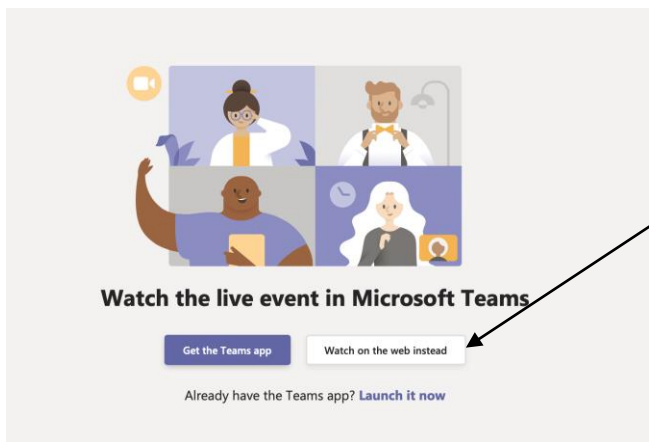 Watch the live event in Microsoft Teams
Get the Teams app
Watch on the web instead
Already have the Teams app? Launch it now